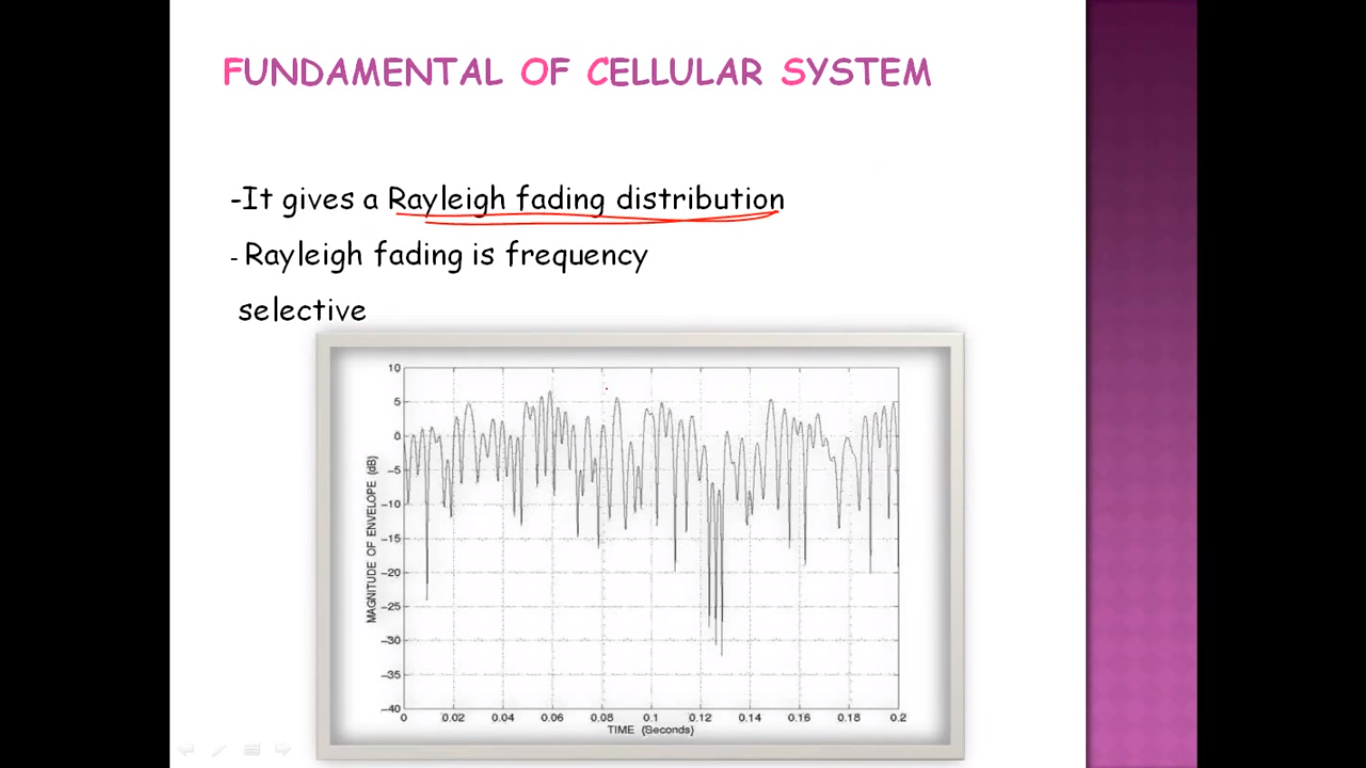 FUNDAMENTAL OF CELLULAR SYSTEM
-It gives a Rayleigh fading distribution
- Rayleigh fading is frequency
selective
10
5
0
-5
-10
-15
-20
-25
-30
-35
-40
MAGNITUDE OF ENVELOPE (dB)
0 0.02 0.04 0.06 0.08 0.1 0.12 0.14 0.16 0.18 0.2
TIME (Seconds)